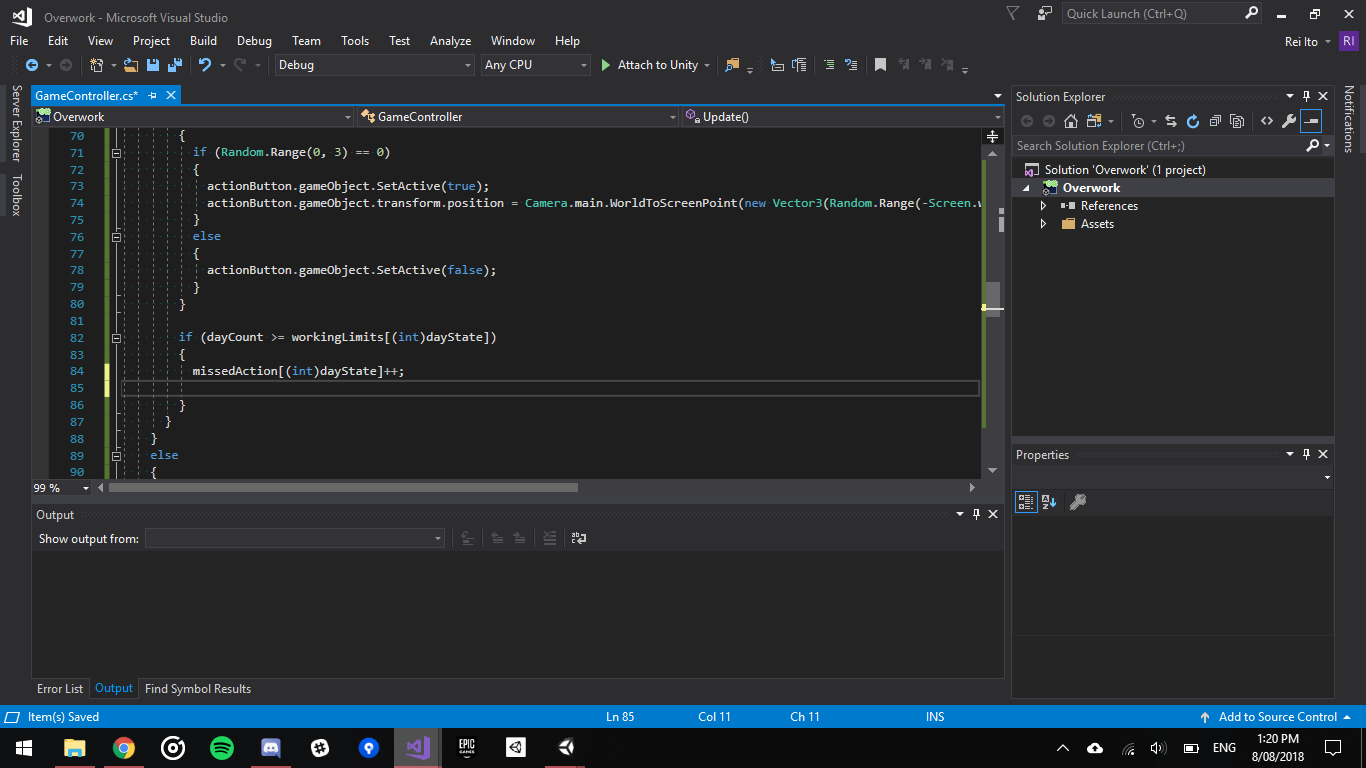 Overwork - Microsoft Visual Studio
Quick Launch (Ctrl+Q)
File Edit View Project Build Debug Team Tools Test Analyze Window Help
Rei Ito RI
Debug Any CPU Attach to Unity
Server Explorer
Toolbox
GameController.cs*
Overwork GameController Update()
70 {
71 if (Random.Range(0, 3) == 0)
72 {
73 actionButton.gameObject.SetActive(true);
74 actionButton.gameObject.transform.position = Camera.main.WorldToScreenPoint(new Vector3(Random.Range(-Screen.w
75 }
76 else
77 {
78 actionButton.gameObject.SetActive(false);
79 }
80 }
81
82 if (dayCount >= workingLimits[(int)dayState])
83 {
84 missedAction[(int)dayState]++;
85
86 }
87 }
88 }
89 else
90 {
99 %
Output
Show output from:
Error List Output Find Symbol Results
Solution Explorer
Search Solution Explorer (Ctrl+;)
Solution 'Overwork' (1 project)
Overwork
References
Assets
Properties
Notifications
Item(s) Saved Ln 85 Col 11 Ch 11 INS Add to Source Control
EPIC
GAMES
ENG
1:20 PM
8/08/2018